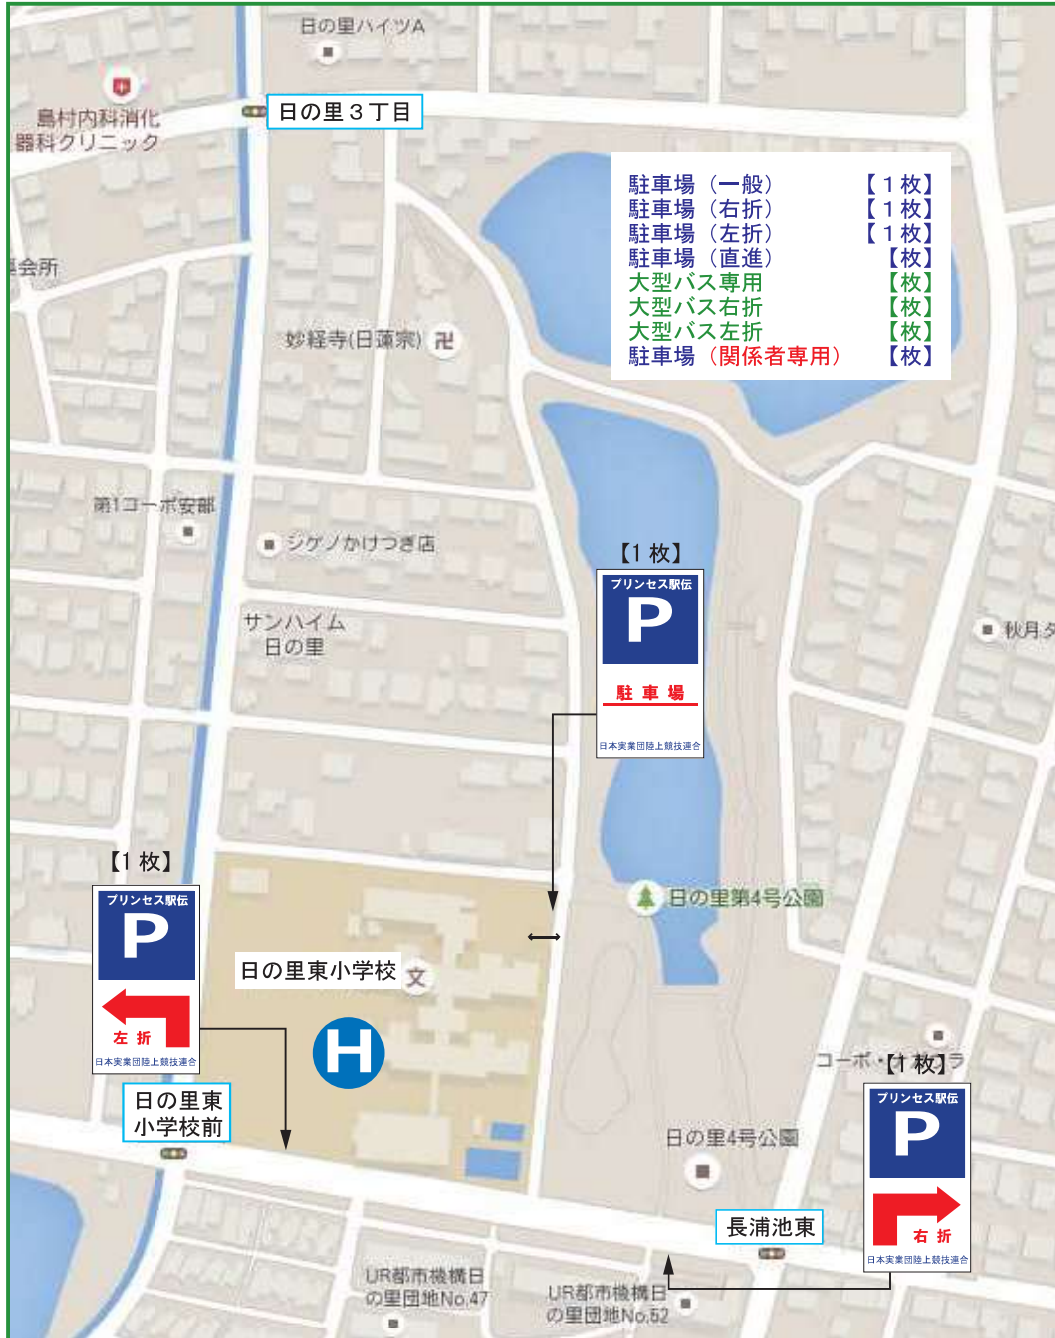 日の里ハイツA
島村内科消化
器科クリニック
日の里３丁目
駐車場（一般）　【１枚】
駐車場（右折）　【１枚】
駐車場（左折）　【１枚】
駐車場（直進）　【枚】
大型バス専用　【枚】
大型バス右折　【枚】
大型バス左折　【枚】
駐車場（関係者専用）　【枚】
会所
妙経寺(日蓮宗)
卍
第1コーポ安部
シゲノかけつぎ店
サンハイム
日の里
【1枚】
プリンセス駅伝
P
駐車場
日本実業団陸上競技連合
秋月タ
【1枚】
プリンセス駅伝
P
左折
日本実業団陸上競技連合
日の里第4号公園
日の里東小学校
文
H
日の里東
小学校前
コーポ・
ラ
【1枚】
プリンセス駅伝
P
右折
日本実業団陸上競技連合
日の里4号公園
長浦池東
UR都市機構日
の里団地No,47
UR都市機構日
の里団地No,52